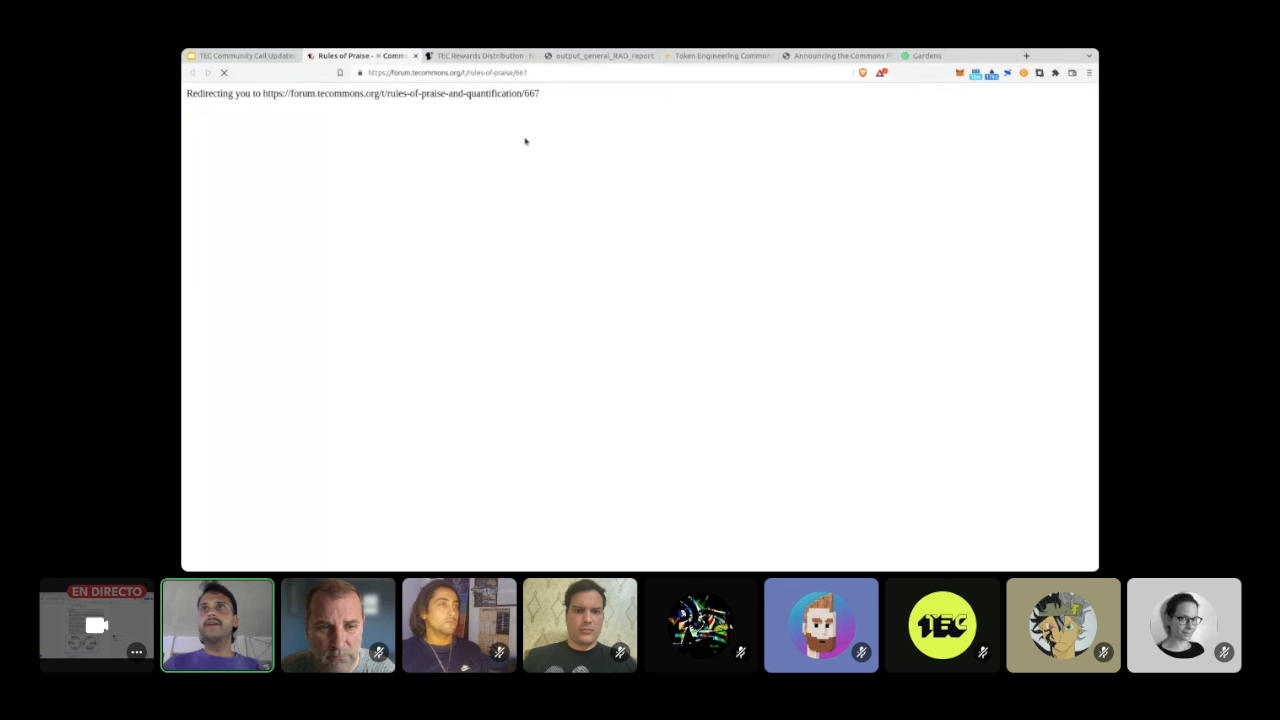 TEC Community Call Updates
Rules of Praise - Comm
TEC Rewards Distribution -
output_general_RAD_report
Token Engineering Common
Announcing the Commons P
Gardens
https://forum.tecommons.org/t/rules-of-praise/667
Redirecting you to https://forum.tecommons.org/t/rules-of-praise-and-quantification/667
EN DIRECTO
TEC